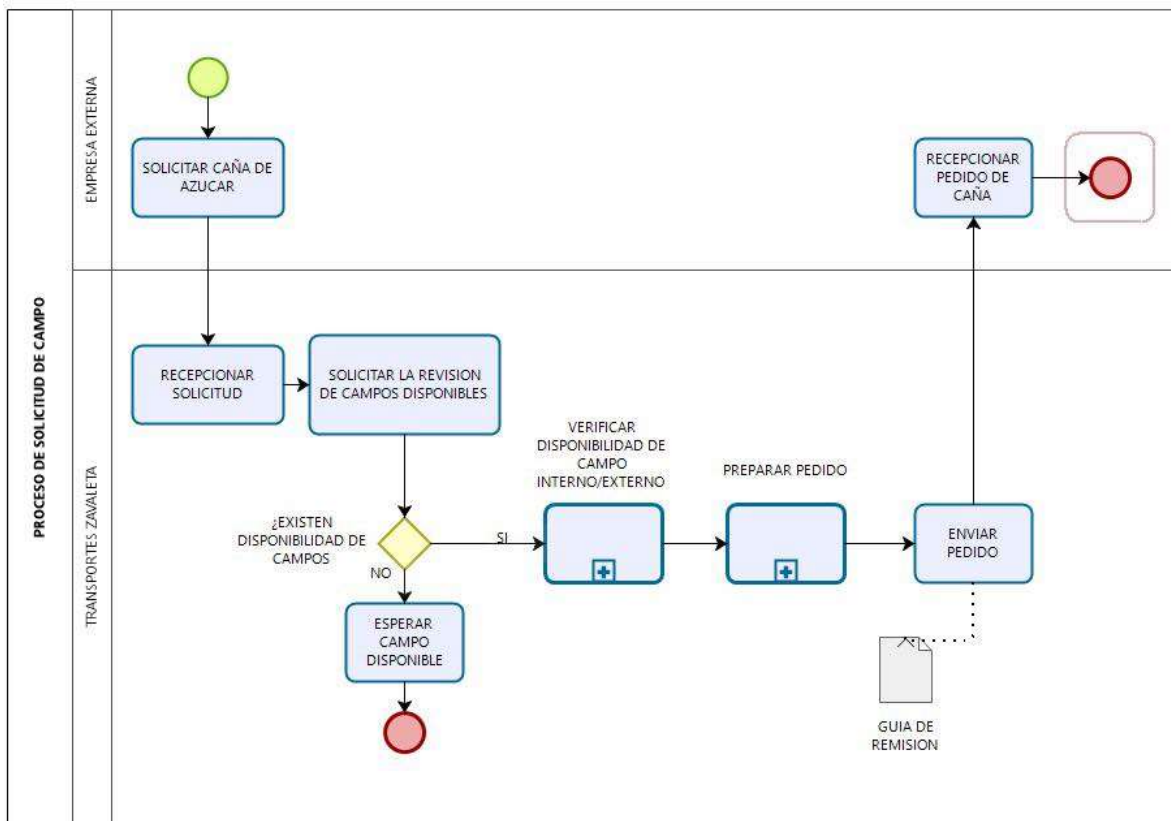 PROCESO DE SOLICITUD DE CAMPO
EMPRESA EXTERNA
SOLICITAR CAÑA DE
AZUCAR
RECEPCIONAR
PEDIDO DE
CAÑA
TRANSPORTES ZAVALETA
RECEPCIONAR
SOLICITUD
SOLICITAR LA REVISION
DE CAMPOS DISPONIBLES
¿EXISTEN
DISPONIBILIDAD DE
CAMPOS
SI
NO
VERIFICAR
DISPONIBILIDAD DE
CAMPO
INTERNO/EXTERNO
PREPARAR PEDIDO
ENVIAR
PEDIDO
ESPERAR
CAMPO
DISPONIBLE
GUIA DE
REMISION